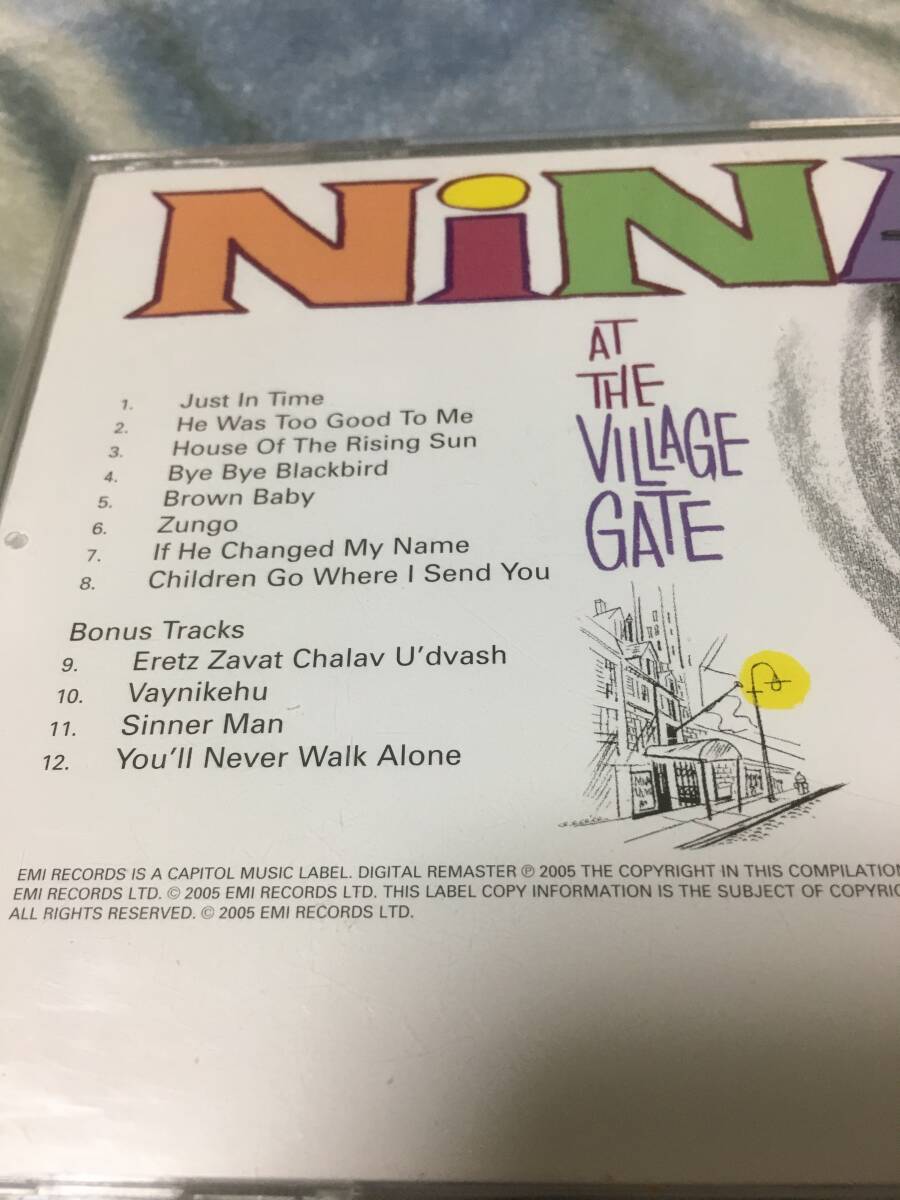 NiN
AT
THE
VILLAGE
GATE
1. Just In Time
2. He Was Too Good To Me
3. House Of The Rising Sun
4. Bye Bye Blackbird
5. Brown Baby
6. Zungo
7. If He Changed My Name
8. Children Go Where I Send You
Bonus Tracks
9. Eretz Zavat Chalav U'dvash
10. Vaynikehu
11. Sinner Man
12. You'll Never Walk Alone
EMI RECORDS IS A CAPITOL MUSIC LABEL. DIGITAL REMASTER ℗ 2005 THE COPYRIGHT IN THIS COMPILATION
EMI RECORDS LTD. © 2005 EMI RECORDS LTD. THIS LABEL COPY INFORMATION IS THE SUBJECT OF COPYRIG
ALL RIGHTS RESERVED. © 2005 EMI RECORDS LTD.